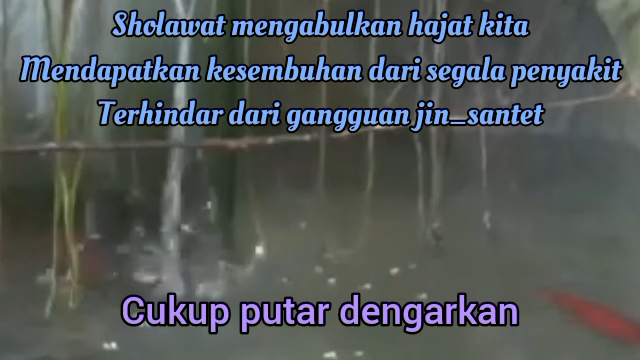 Sholawat mengabulkan hajat kita
Mendapatkan kesembuhan dari segala penyakit
Terhindar dari gangguan jin_santet
Cukup putar dengarkan